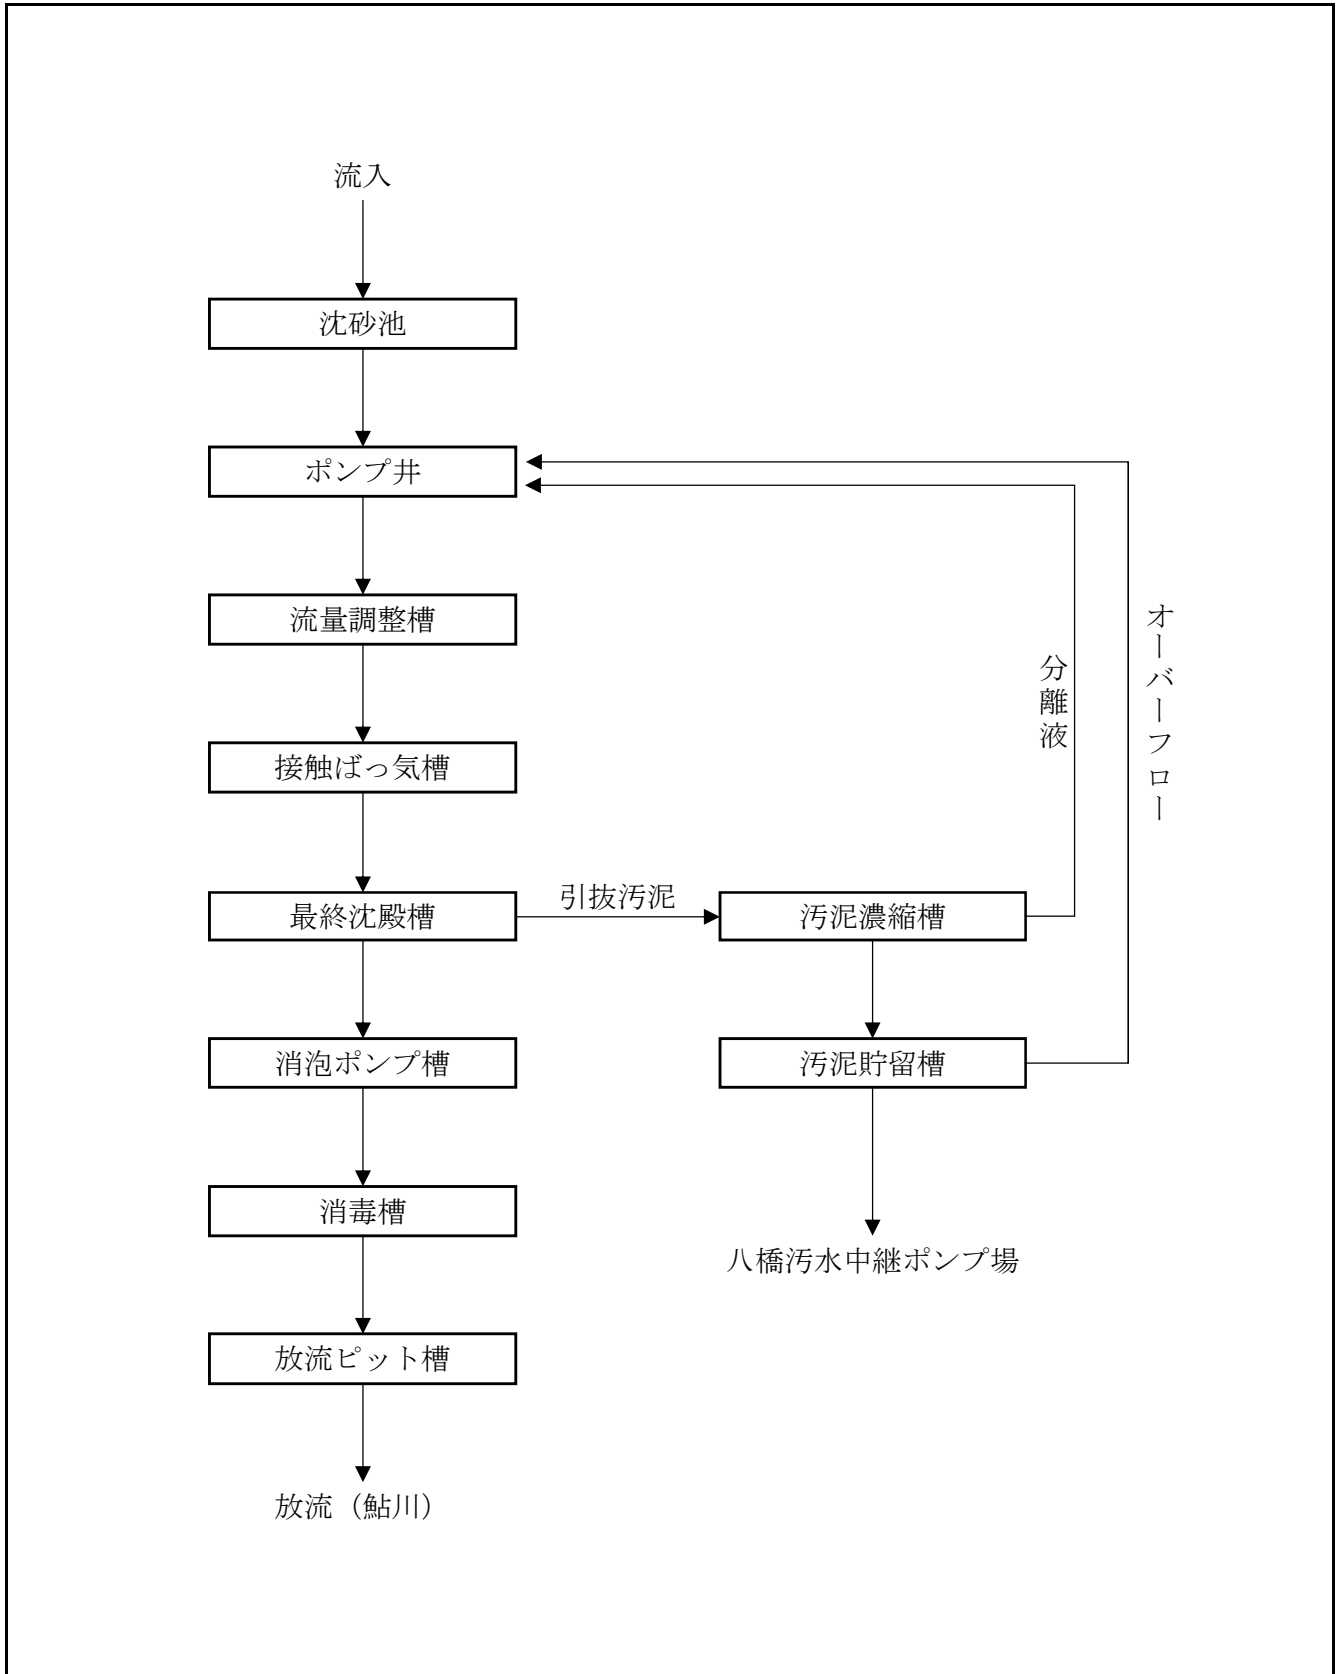 流入
沈砂池
ポンプ井
流量調整槽
接触ばっ気槽
最終沈殿槽
引抜汚泥
汚泥濃縮槽
分離液
オーバーフロー
消泡ポンプ槽
汚泥貯留槽
消毒槽
八橋汚水中継ポンプ場
放流ピット槽
放流（鮎川）